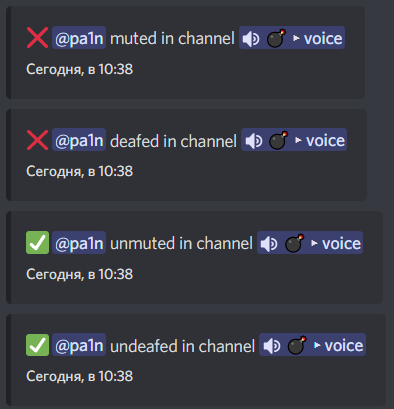 ❌ @pa1n muted in channel 🔊 💣 ▸ voice
Сегодня, в 10:38
❌ @pa1n deafed in channel 🔊 💣 ▸ voice
Сегодня, в 10:38
✅ @pa1n unmuted in channel 🔊 💣 ▸ voice
Сегодня, в 10:38
✅ @pa1n undeafed in channel 🔊 💣 ▸ voice
Сегодня, в 10:38